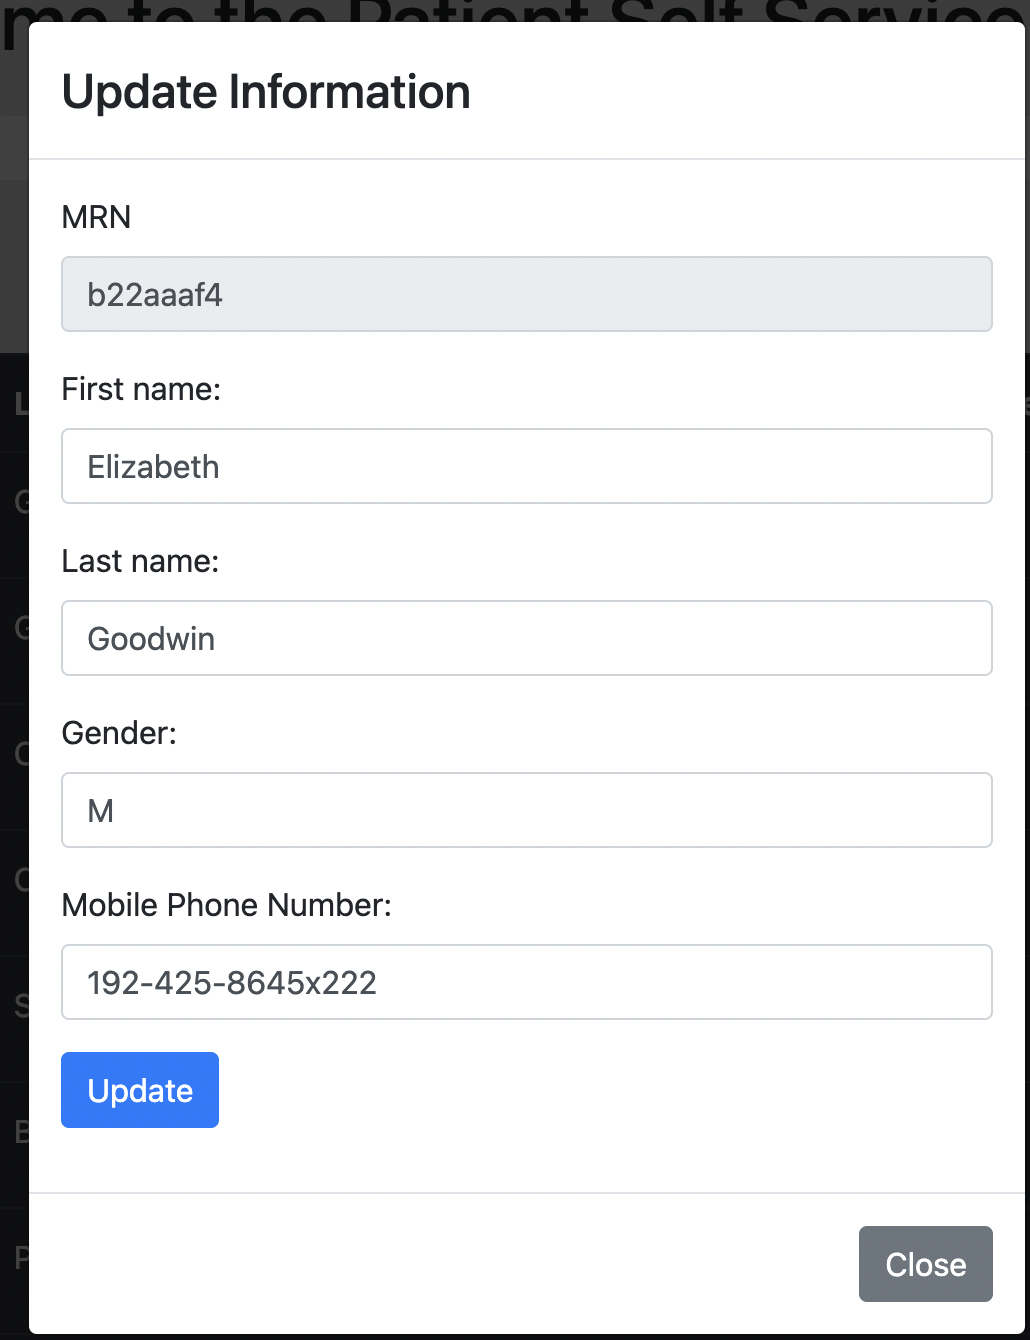 me to the Patient Self Service
Update Information
MRN
b22aaaf4
First name:
Elizabeth
Last name:
Goodwin
Gender:
M
Mobile Phone Number:
192-425-8645x222
Update
Close